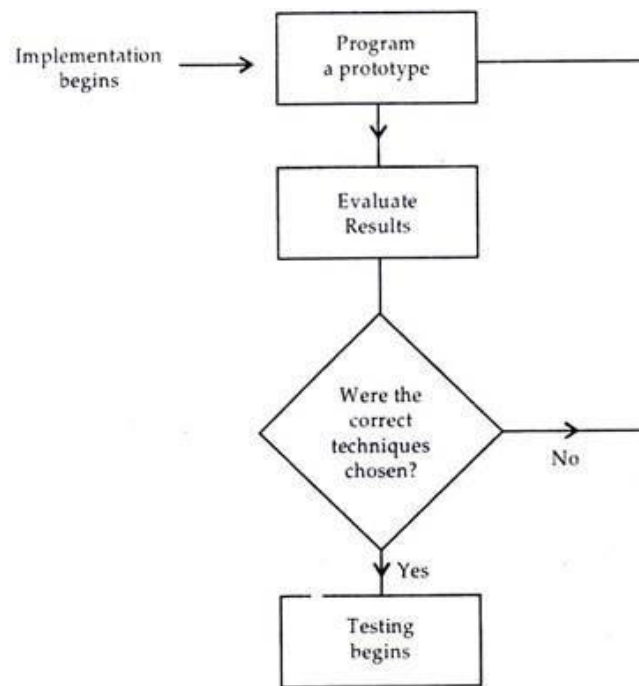 Implementation
begins
Program
a prototype
Evaluate
Results
Were the
correct
techniques
chosen?
No
Yes
Testing
begins